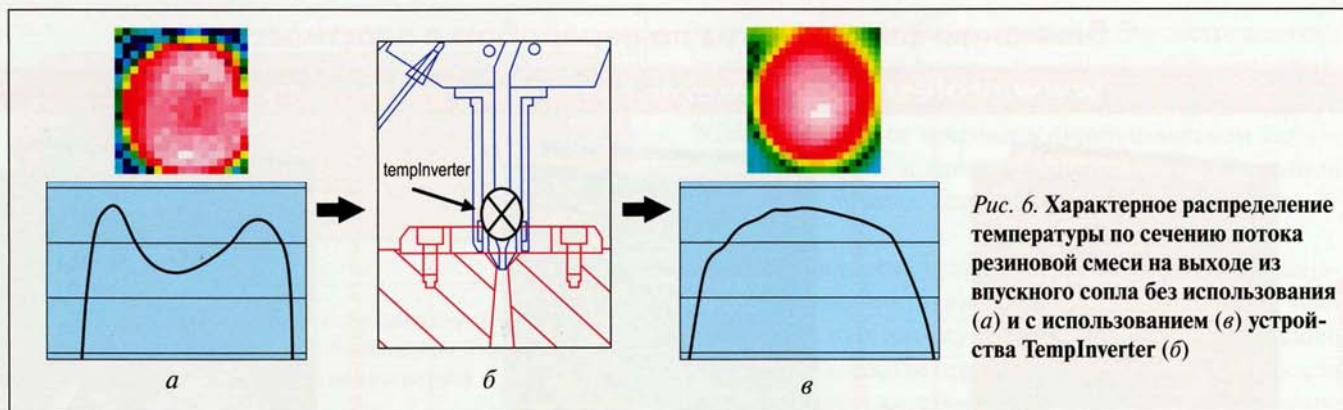 tempInverter
а
б
в
Рис. 6. Характерное распределение
температуры по сечению потока
резиновой смеси на выходе из
впускного сопла без использования
(а) и с использованием (в) устрой-
ства TempInverter (б)